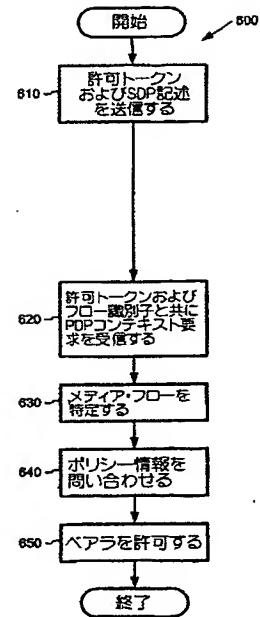 開始
600
610
許可トークン
およびSDP記述
を送信する
620
許可トークンおよび
フロー識別子と共に
PDPコンテキスト要
求を受信する
630
メディア・フローを
特定する
640
ポリシー情報を
問い合わせる
650
ベアラを許可する
終了